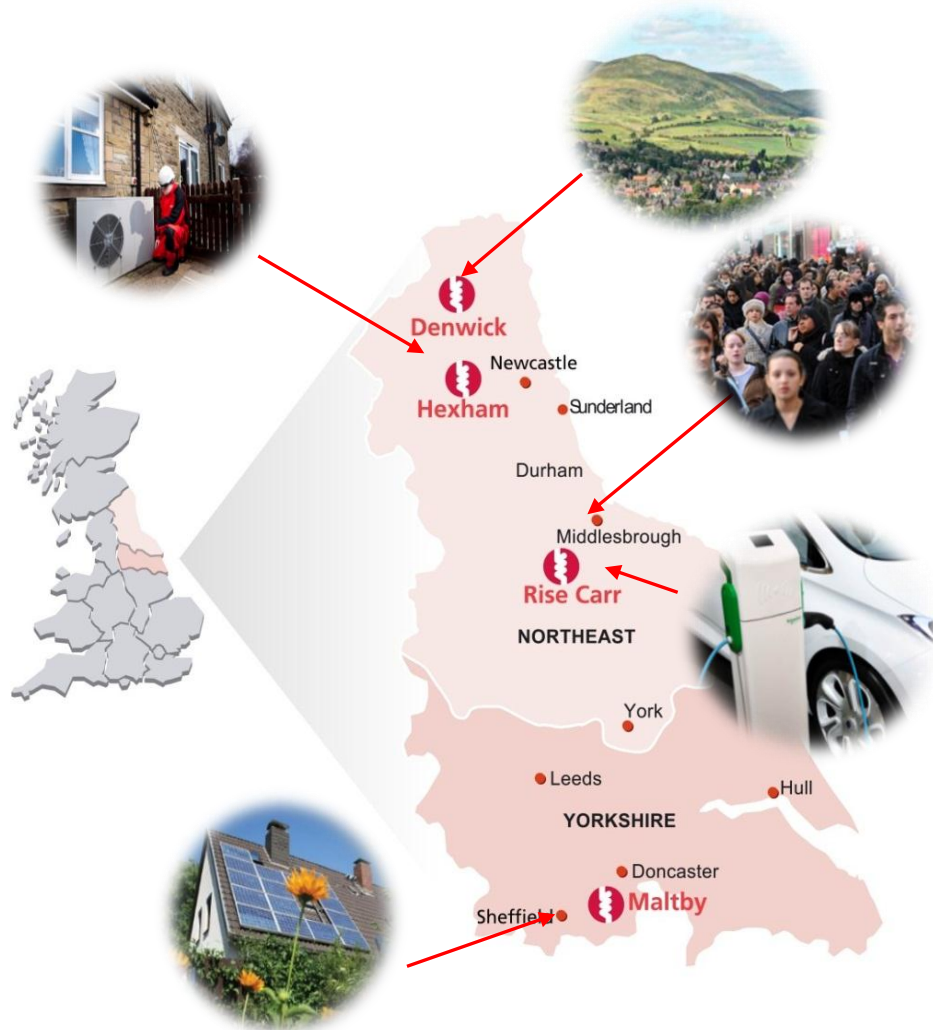 Denwick
Newcastle
Hexham
Sunderland
Durham
Middlesbrough
Rise Carr
NORTHEAST
York
Leeds
Hull
YORKSHIRE
Doncaster
Maltby
Sheffield